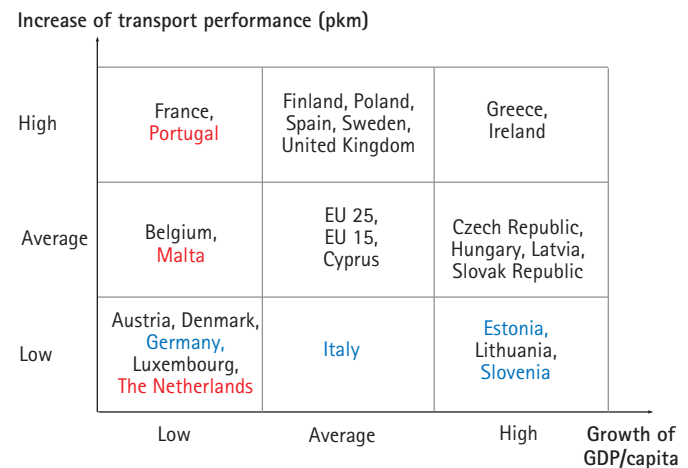 Increase of transport performance (pkm)
High
France,
Portugal
Finland, Poland,
Spain, Sweden,
United Kingdom
Greece,
Ireland
Average
Belgium,
Malta
EU 25,
EU 15,
Cyprus
Czech Republic,
Hungary, Latvia,
Slovak Republic
Low
Austria, Denmark,
Germany,
Luxembourg,
The Netherlands
Italy
Estonia,
Lithuania,
Slovenia
Low
Average
High
Growth of
GDP/capita